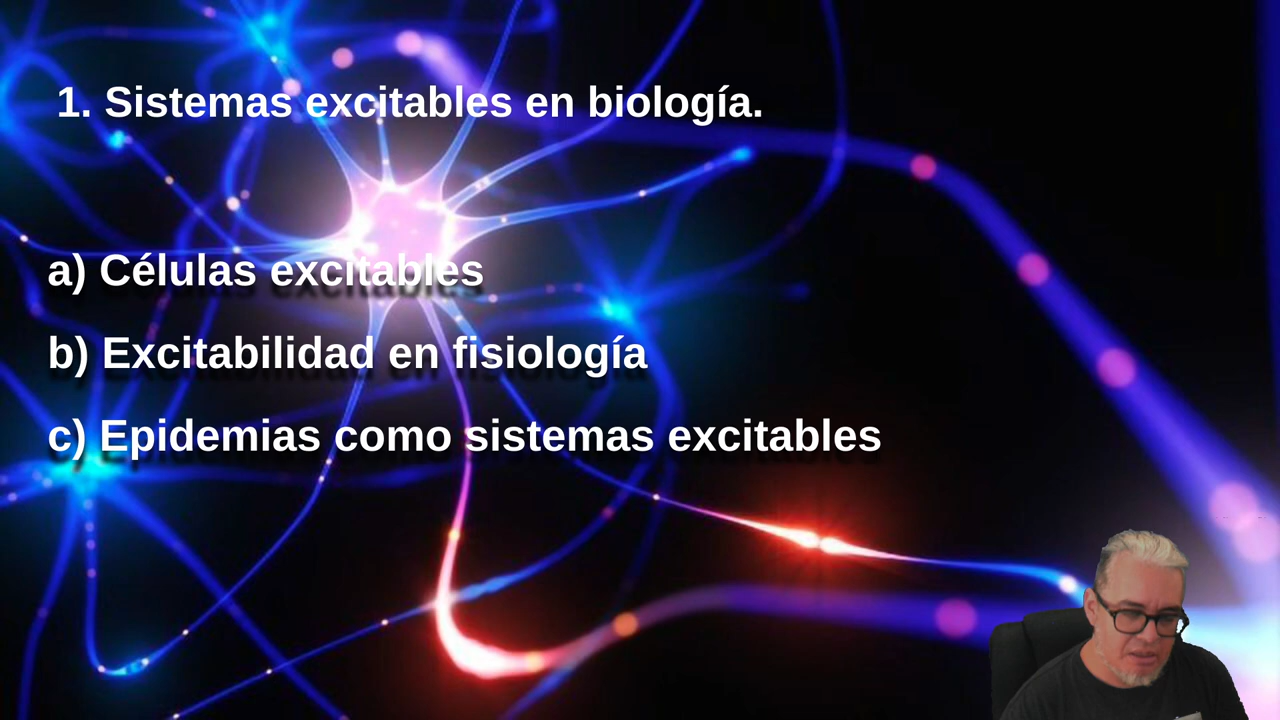 1. Sistemas excitables en biología.
a) Células excitables
b) Excitabilidad en fisiología
c) Epidemias como sistemas excitables